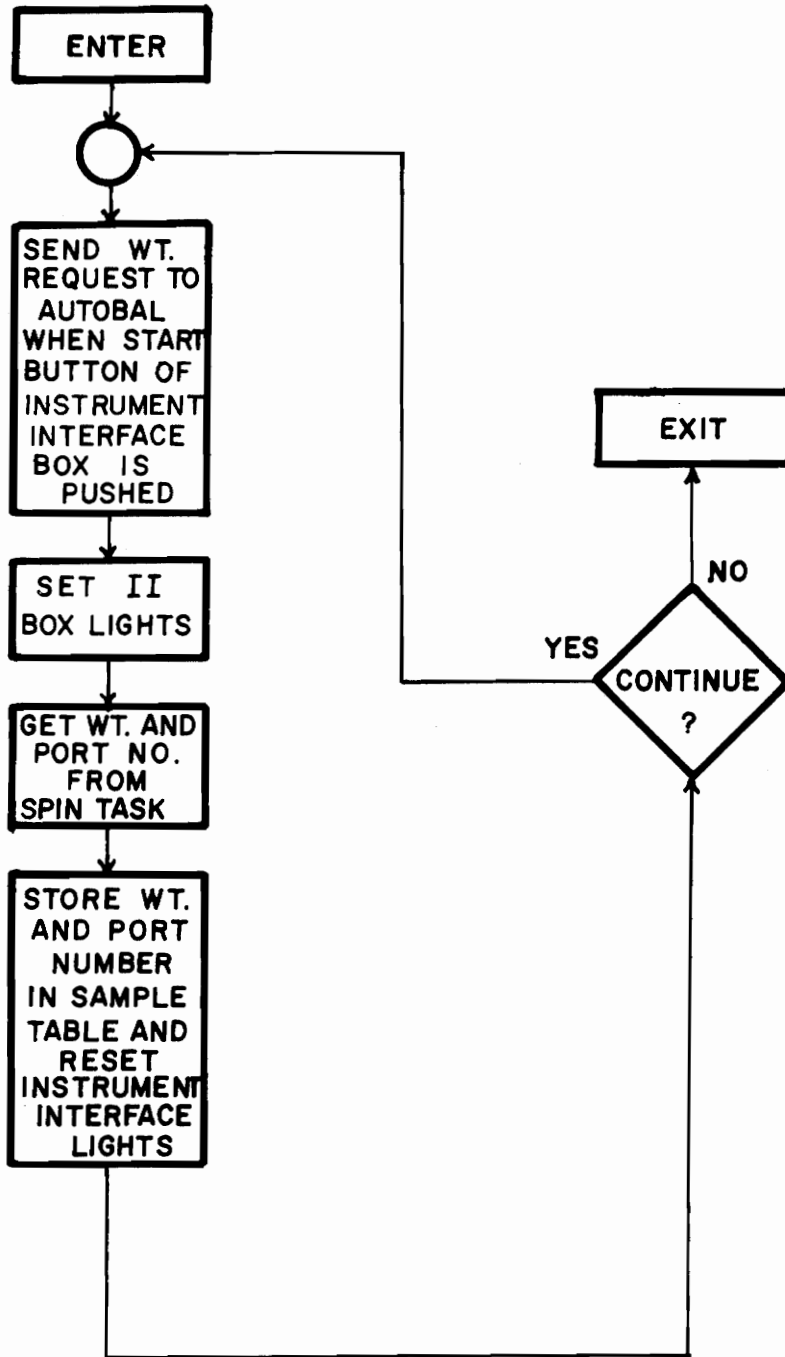 ENTER
SEND WT.
REQUEST TO
AUTOBAL
WHEN START
BUTTON OF
INSTRUMENT
INTERFACE
BOX IS
PUSHED
SET II
BOX LIGHTS
GET WT. AND
PORT NO.
FROM
SPIN TASK
STORE WT.
AND PORT
NUMBER
IN SAMPLE
TABLE AND
RESET
INSTRUMENT
INTERFACE
LIGHTS
CONTINUE
?
YES
NO
EXIT